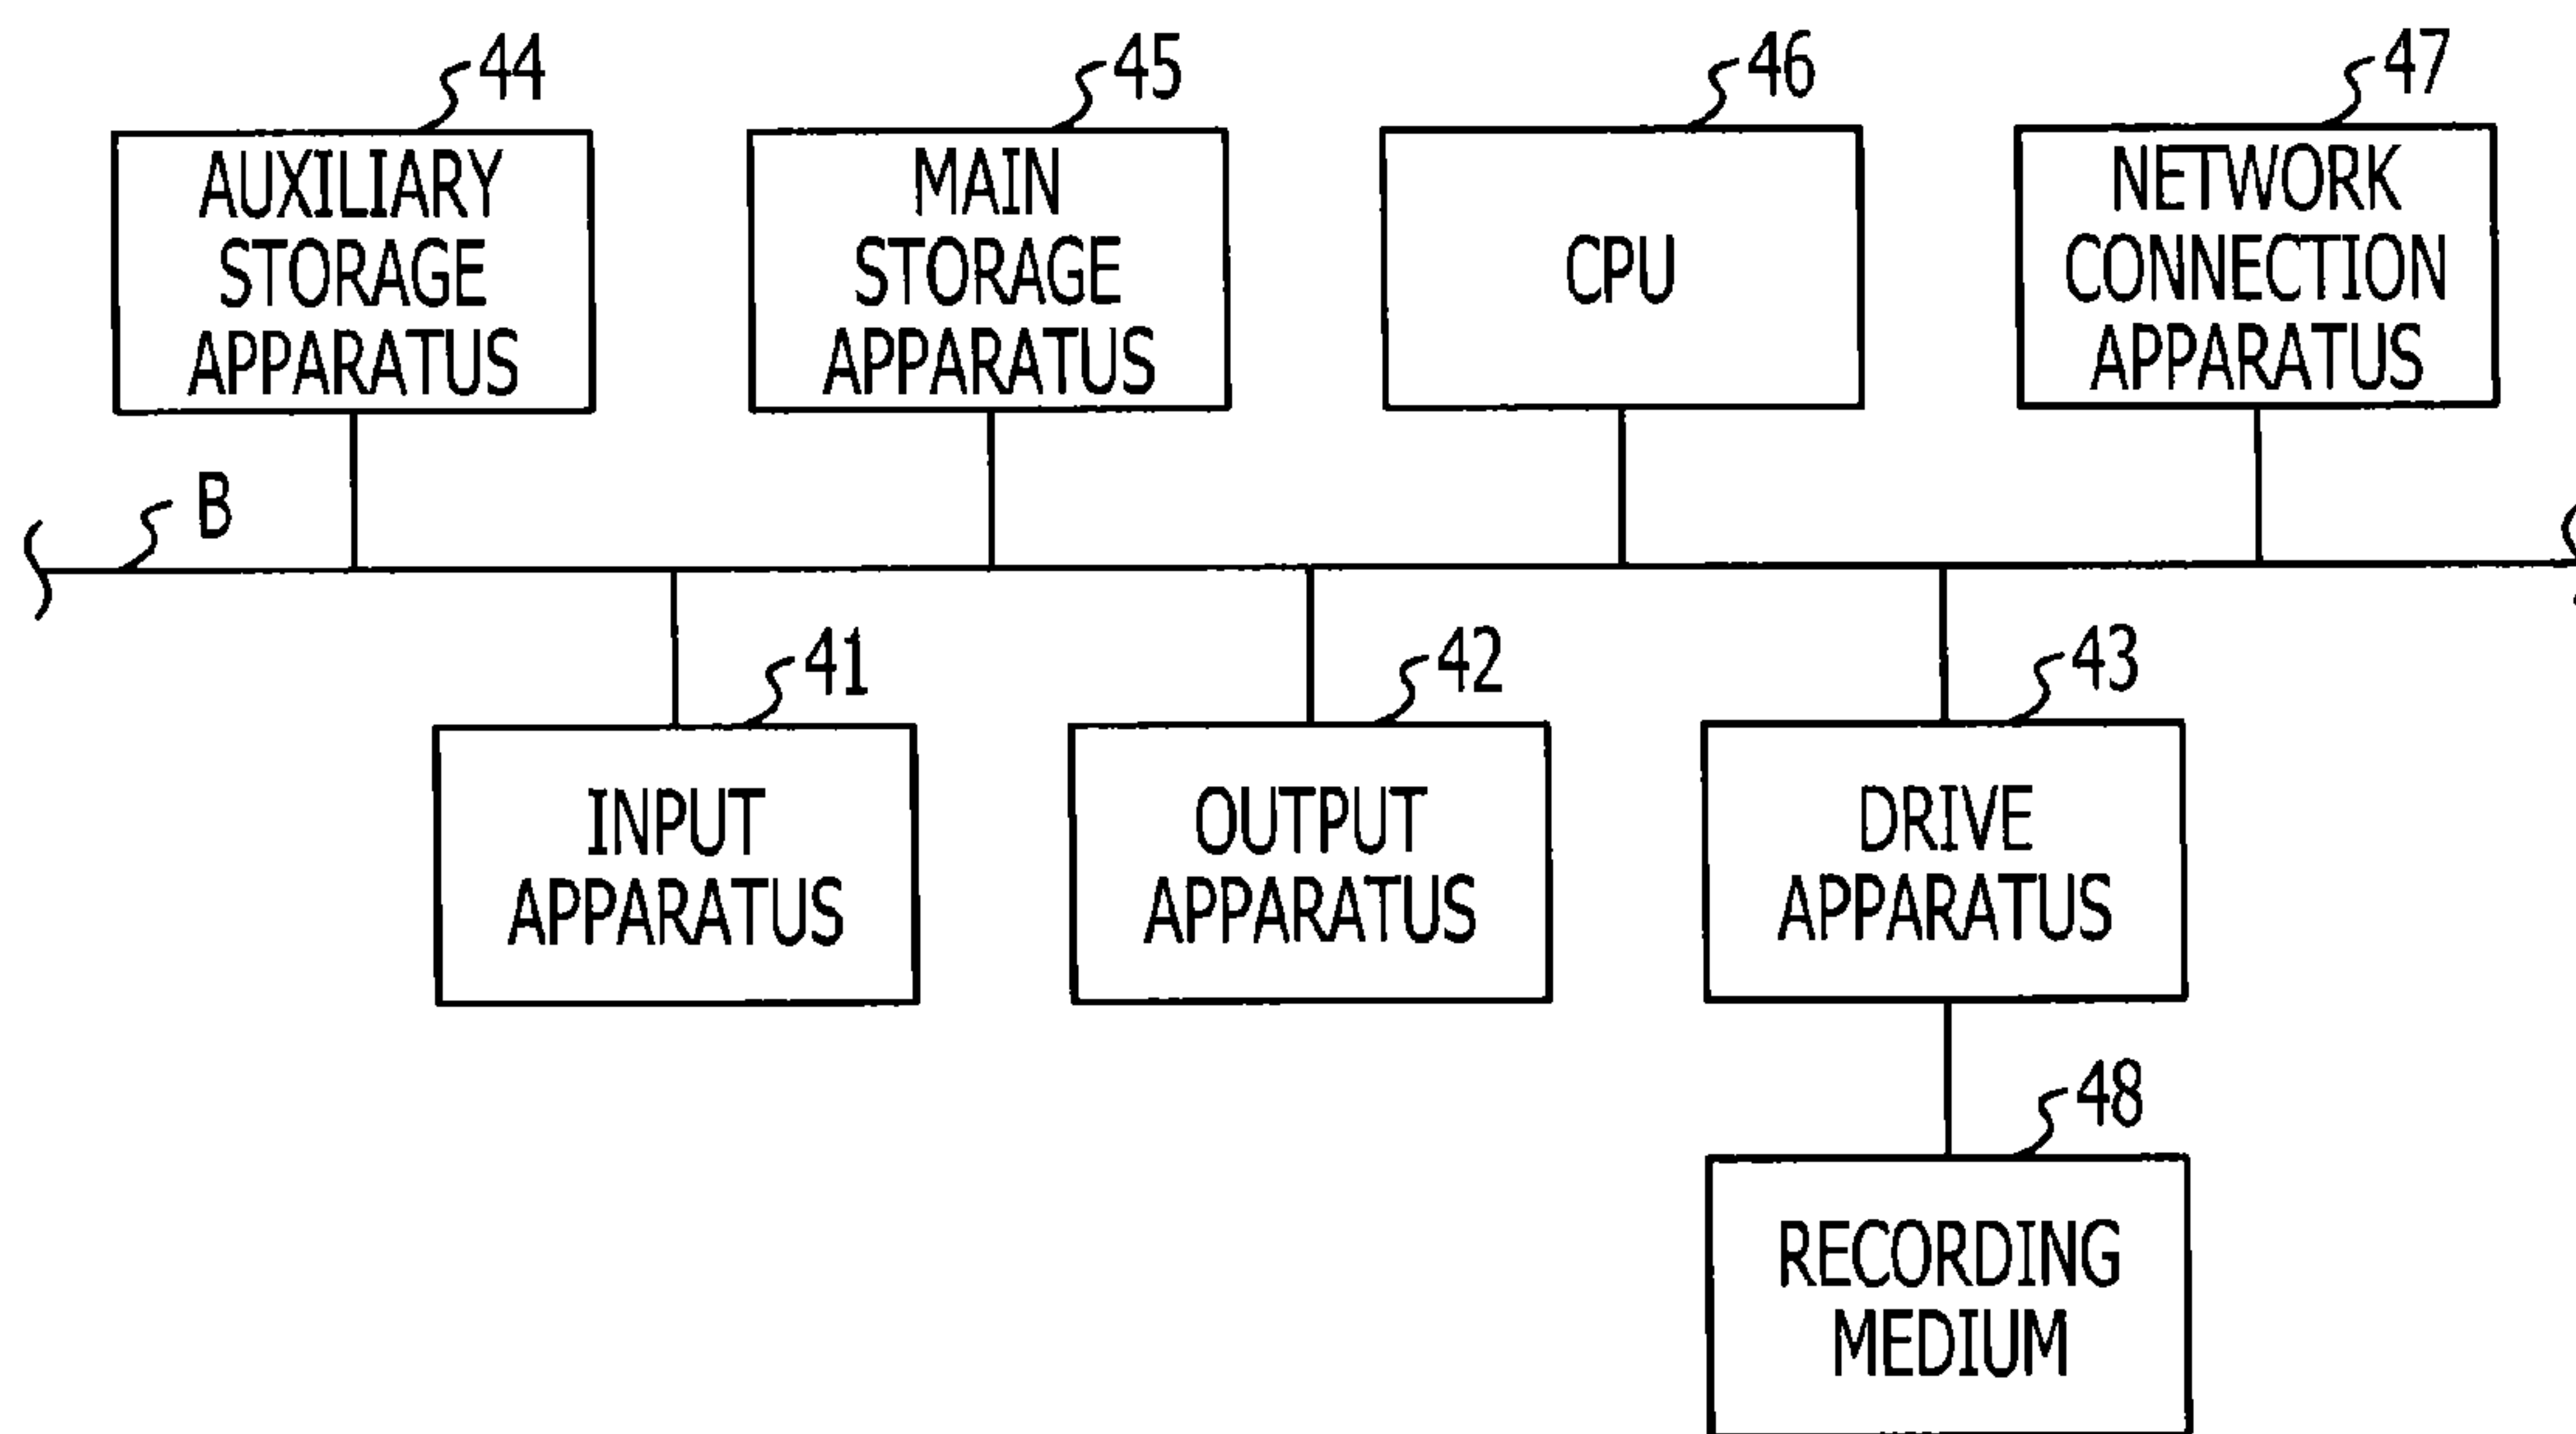 44
AUXILIARY
STORAGE
APPARATUS
45
MAIN
STORAGE
APPARATUS
46
CPU
47
NETWORK
CONNECTION
APPARATUS
B
41
INPUT
APPARATUS
42
OUTPUT
APPARATUS
43
DRIVE
APPARATUS
48
RECORDING
MEDIUM